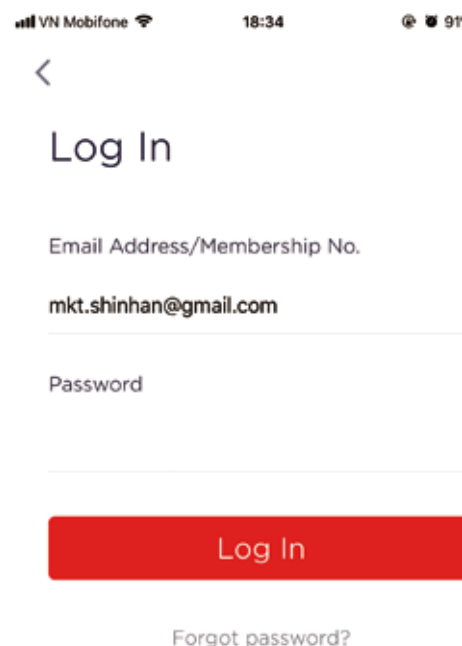 VN Mobifone 18:34 91
Log In
Email Address/Membership No.
mkt.shinhan@gmail.com
Password
Log In
Forgot password?